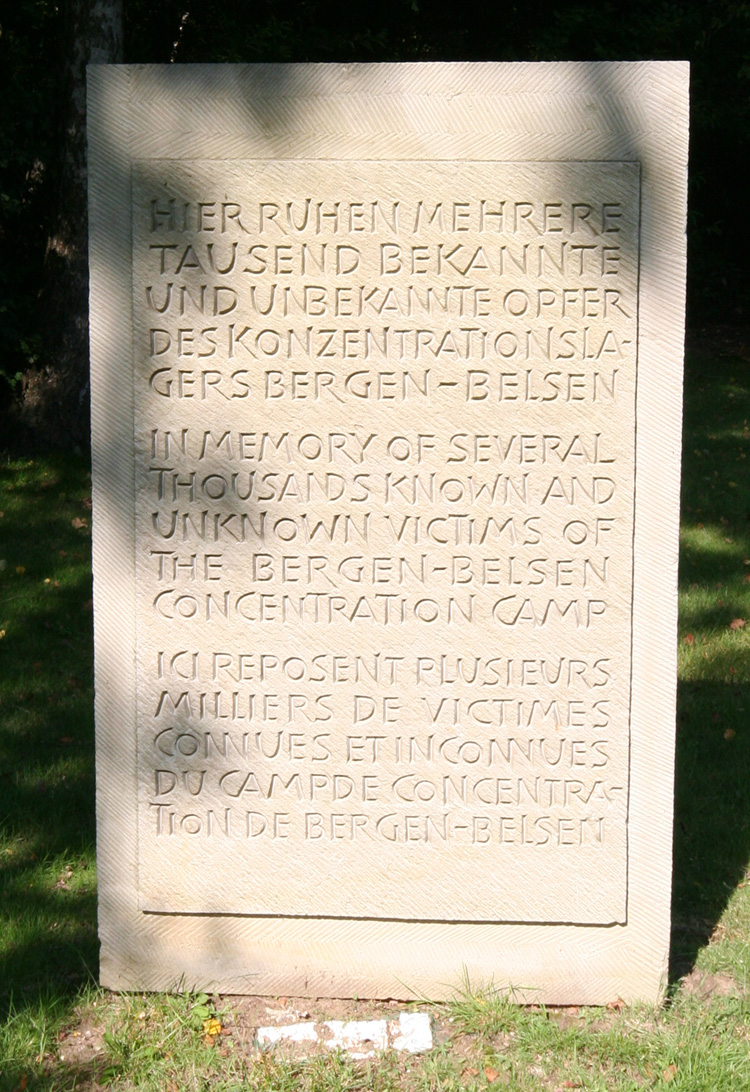 HIER RUHEN MEHRERE
TAUSEND BEKANNTE
UND UNBEKANNTE OPFER
DES KONZENTRATIONSLA-
GERS BERGEN-BELSEN
IN MEMORY OF SEVERAL
THOUSANDS KNOWN AND
UNKNOWN VICTIMS OF
THE BERGEN-BELSEN
CONCENTRATION CAMP
ICI REPOSENT PLUSIEURS
MILLIERS DE VICTIMES
CONNUES ET INCONNUES
DU CAMP DE CONCENTRA-
TION DE BERGEN-BELSEN